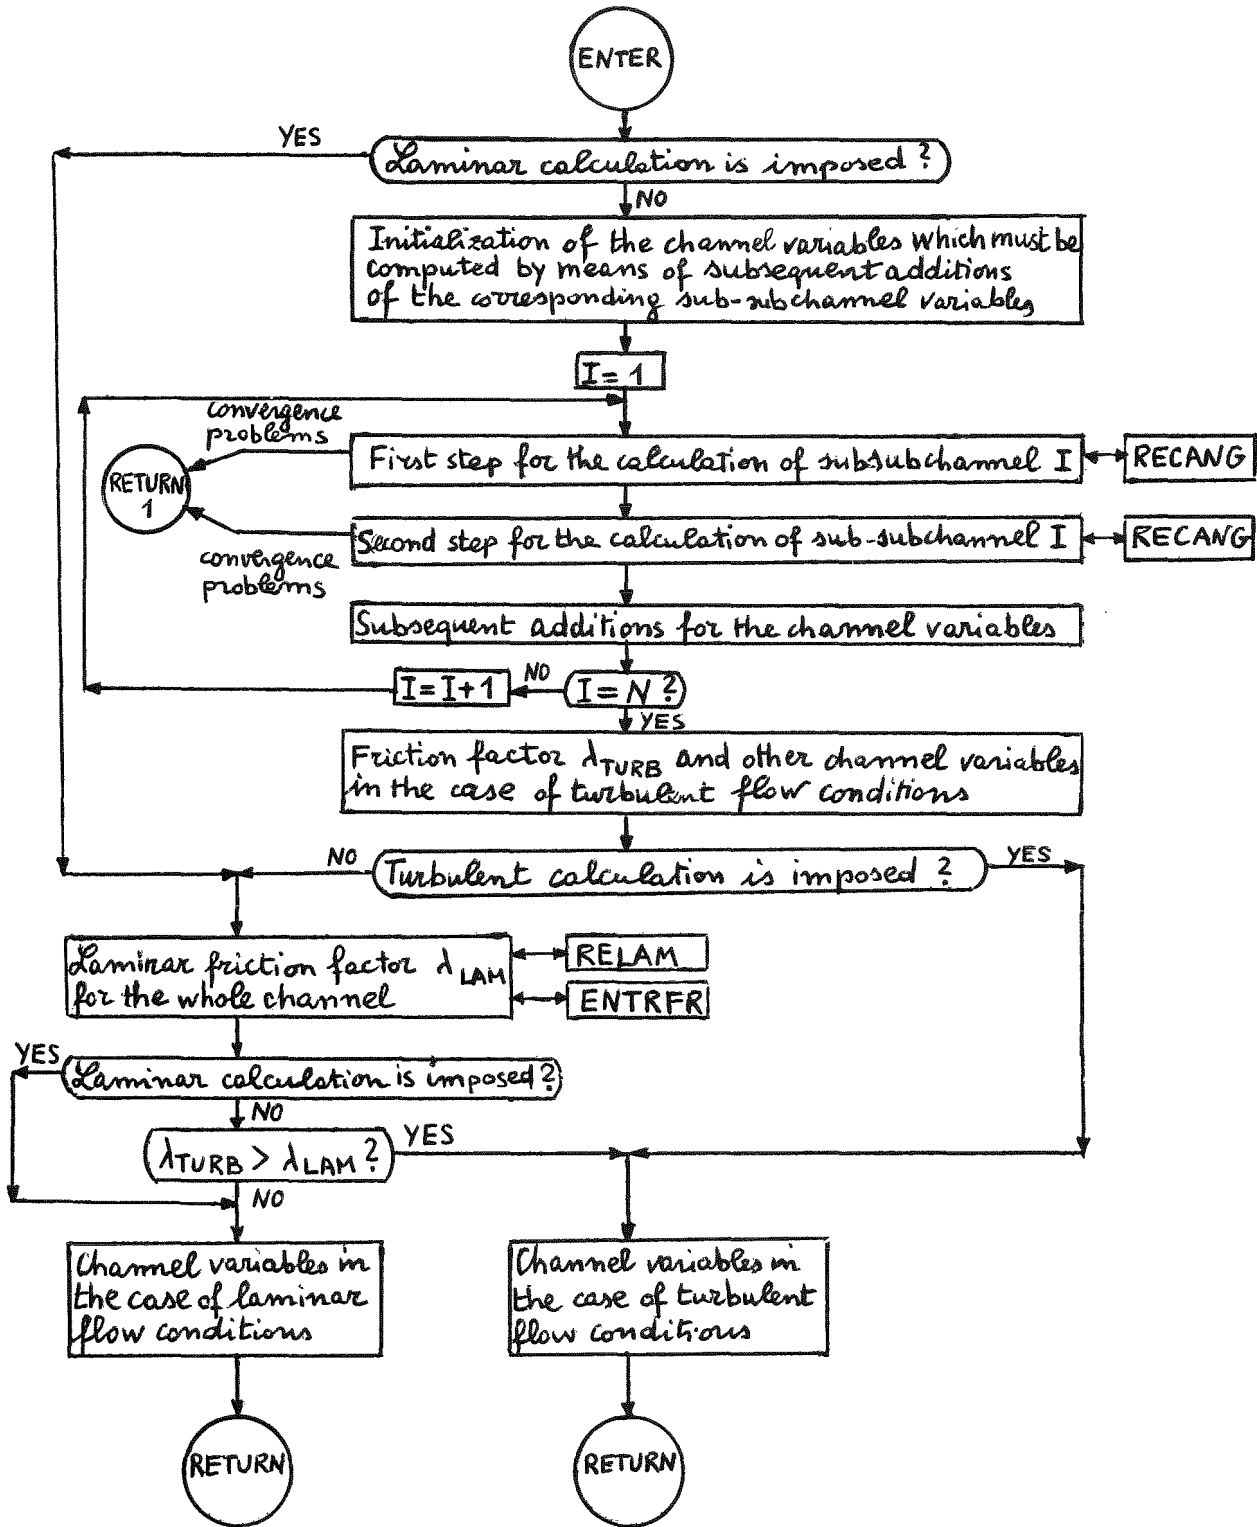 ENTER
YES
Laminar calculation is imposed?
NO
Initialization of the channel variables which must be
computed by means of subsequent additions
of the corresponding sub-subchannel variables
I = 1
convergence
problems
RETURN
1
First step for the calculation of subsubchannel I
RECANG
Second step for the calculation of sub-subchannel I
RECANG
convergence
problems
Subsequent additions for the channel variables
I = I+1
NO
I = N?
YES
Friction factor λTURB and other channel variables
in the case of turbulent flow conditions
NO
Turbulent calculation is imposed?
YES
Laminar friction factor λLAM
for the whole channel
RELAM
ENTRFR
YES
Laminar calculation is imposed?
NO
λTURB > λLAM?
YES
NO
Channel variables in
the case of laminar
flow conditions
Channel variables in
the case of turbulent
flow conditions
RETURN
RETURN